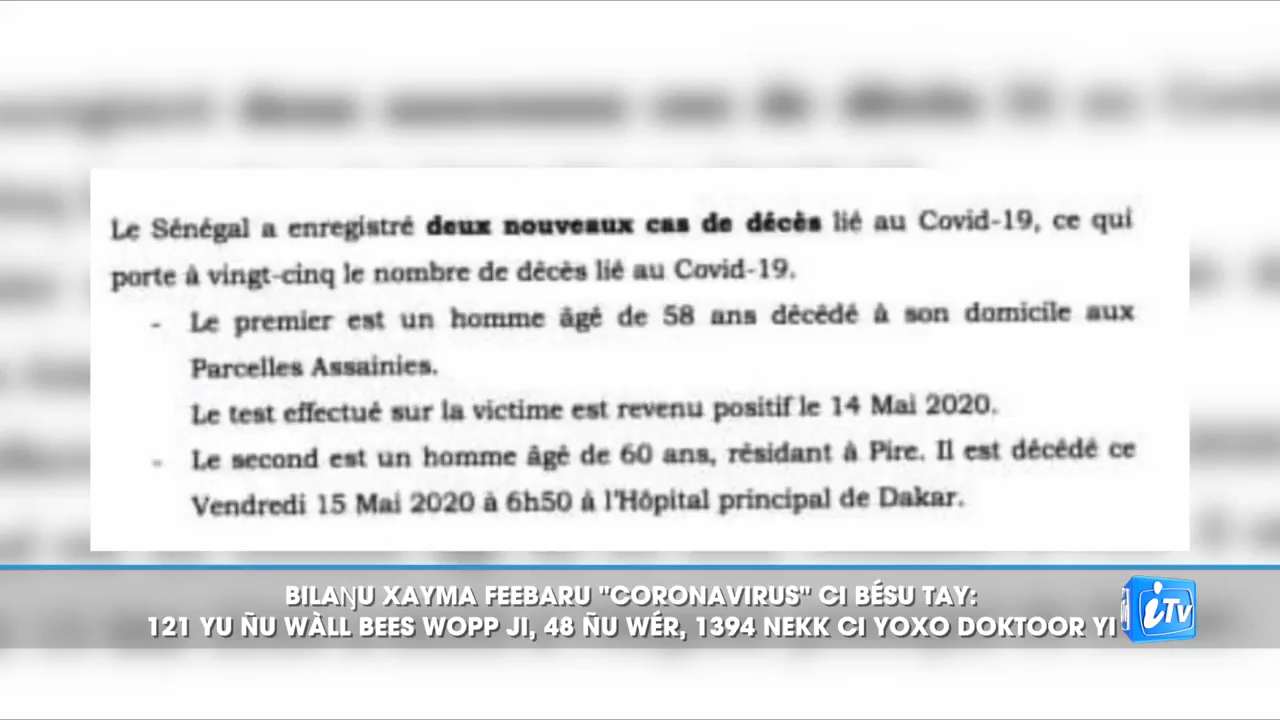 Le Sénégal a enregistré deux nouveaux cas de décès lié au Covid-19, ce qui
porte à vingt-cinq le nombre de décès lié au Covid-19.
- Le premier est un homme âgé de 58 ans décédé à son domicile aux
Parcelles Assainies.
Le test effectué sur la victime est revenu positif le 14 Mai 2020.
- Le second est un homme âgé de 60 ans, résidant à Pire. Il est décédé ce
Vendredi 15 Mai 2020 à 6h50 à l'Hôpital principal de Dakar.
BILAŊU XAYMA FEEBARU "CORONAVIRUS" CI BÉSU TAY:
121 YU ÑU WÀLL BEES WOPP JI, 48 ÑU WÉR, 1394 NEKK CI YOXO DOKTOOR YI
iTv